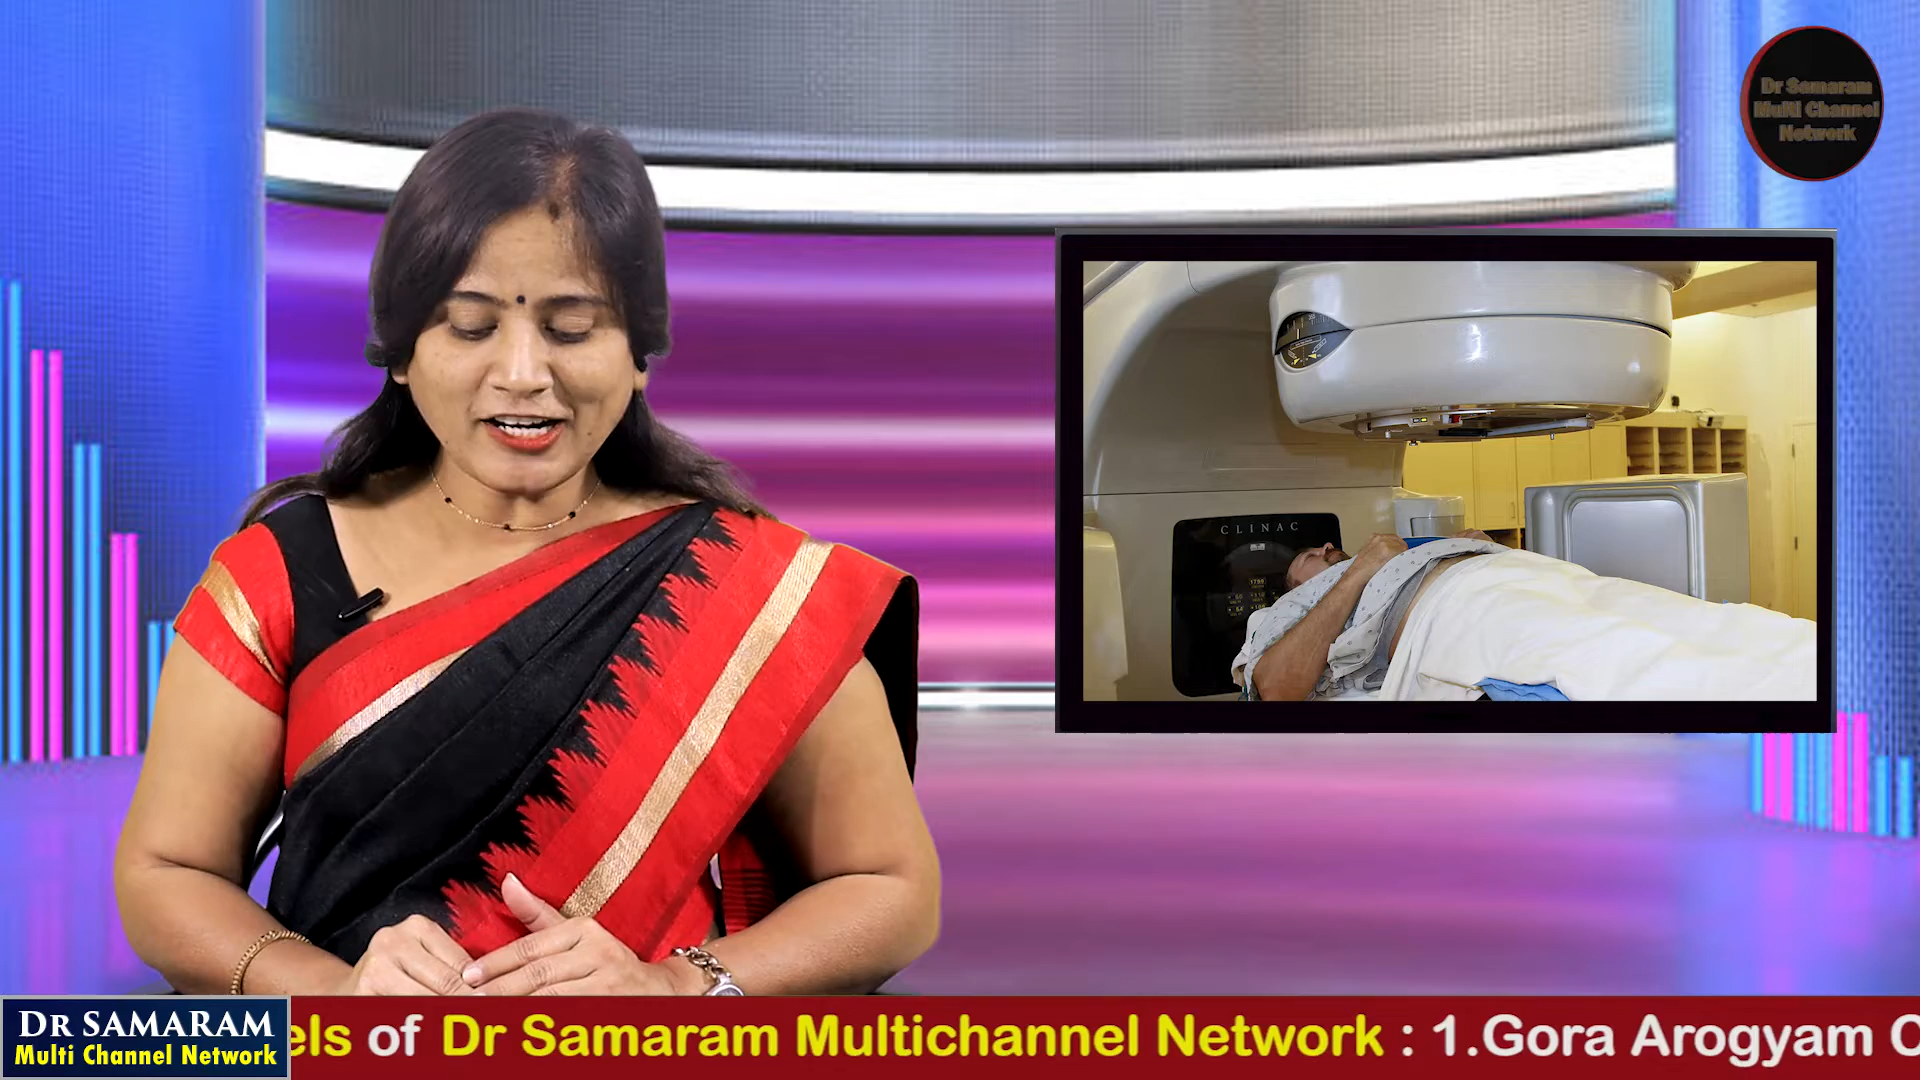 Dr Samaram
Multi Channel
Network
CLINAC
DR SAMARAM
Multi Channel Network
els of Dr Samaram Multichannel Network : 1.Gora Arogyam C